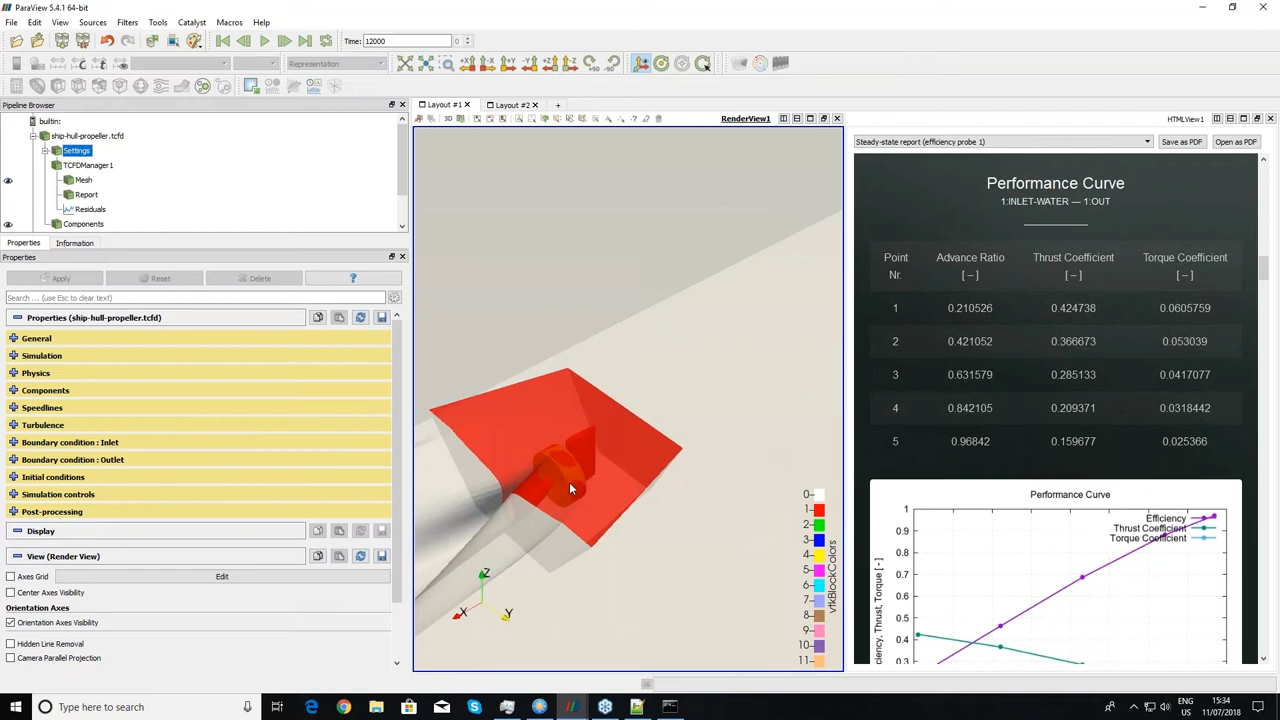 ParaView 5.4.1 64-bit
File Edit View Sources Filters Tools Catalyst Macros Help
Time: 12000 0
Representation
Pipeline Browser
Layout #1 Layout #2 +
builtin:
3D RenderView1 HTMLView1
ship-hull-propeller.tcfd
Steady-state report (efficiency probe 1) Save as PDF Open as PDF
Settings
TCFDManager1
Mesh
Performance Curve
Report
1:INLET-WATER — 1:OUT
Residuals
Components
Properties Information
Properties
Point Advance Ratio Thrust Coefficient Torque Coefficient
Nr. [ – ] [ – ] [ – ]
Apply Reset Delete ?
Search ... (use Esc to clear text)
1 0.210526 0.424738 0.0605759
Properties (ship-hull-propeller.tcfd)
General
2 0.421052 0.366673 0.053039
Simulation
Physics
3 0.631579 0.285133 0.0417077
Components
Speedlines
4 0.842105 0.209371 0.0318442
Turbulence
Boundary condition : Inlet
5 0.96842 0.159677 0.025366
Boundary condition : Outlet
Initial conditions
Simulation controls
Post-processing
Display
View (Render View)
Axes Grid Edit
Center Axes Visibility
Orientation Axes
Orientation Axes Visibility
Hidden Line Removal
Camera Parallel Projection
Z
X Y
0
1
2
3
4
5
6
7
8
9
10
11
vtkBlockColors
Performance Curve
Efficiency
Thrust Coefficient
Torque Coefficient
1
0.9
0.8
0.7
0.6
0.5
0.4
0.3
ciency, Thrust, Torque [-]
Type here to search
ENG 15:34
US 11/07/2018